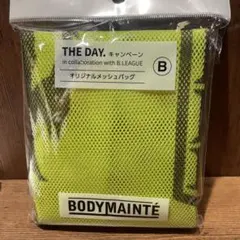 THE DAY. キャンペーン
in collaboration with B.LEAGUE
オリジナルメッシュバッグ
B
BODYMAINTÉ